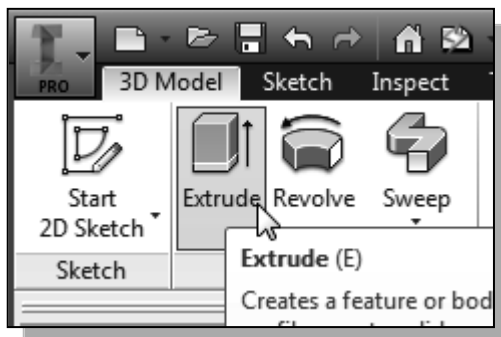 PRO
3D Model Sketch Inspect
Start
2D Sketch
Extrude Revolve Sweep
Sketch
Extrude (E)
Creates a feature or bod